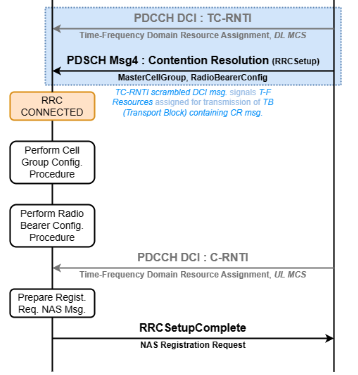 PDCCH DCI : TC-RNTI
Time-Frequency Domain Resource Assignment, DL MCS
PDSCH Msg4 : Contention Resolution (RRCSetup)
MasterCellGroup, RadioBearerConfig
TC-RNTI scrambled DCI msg. signals T-F
Resources assigned for transmission of TB
(Transport Block) containing CR msg.
RRC
CONNECTED
Perform Cell
Group Config.
Procedure
Perform Radio
Bearer Config.
Procedure
PDCCH DCI : C-RNTI
Time-Frequency Domain Resource Assignment, UL MCS
Prepare Regist.
Req. NAS Msg.
RRCSetupComplete
NAS Registration Request